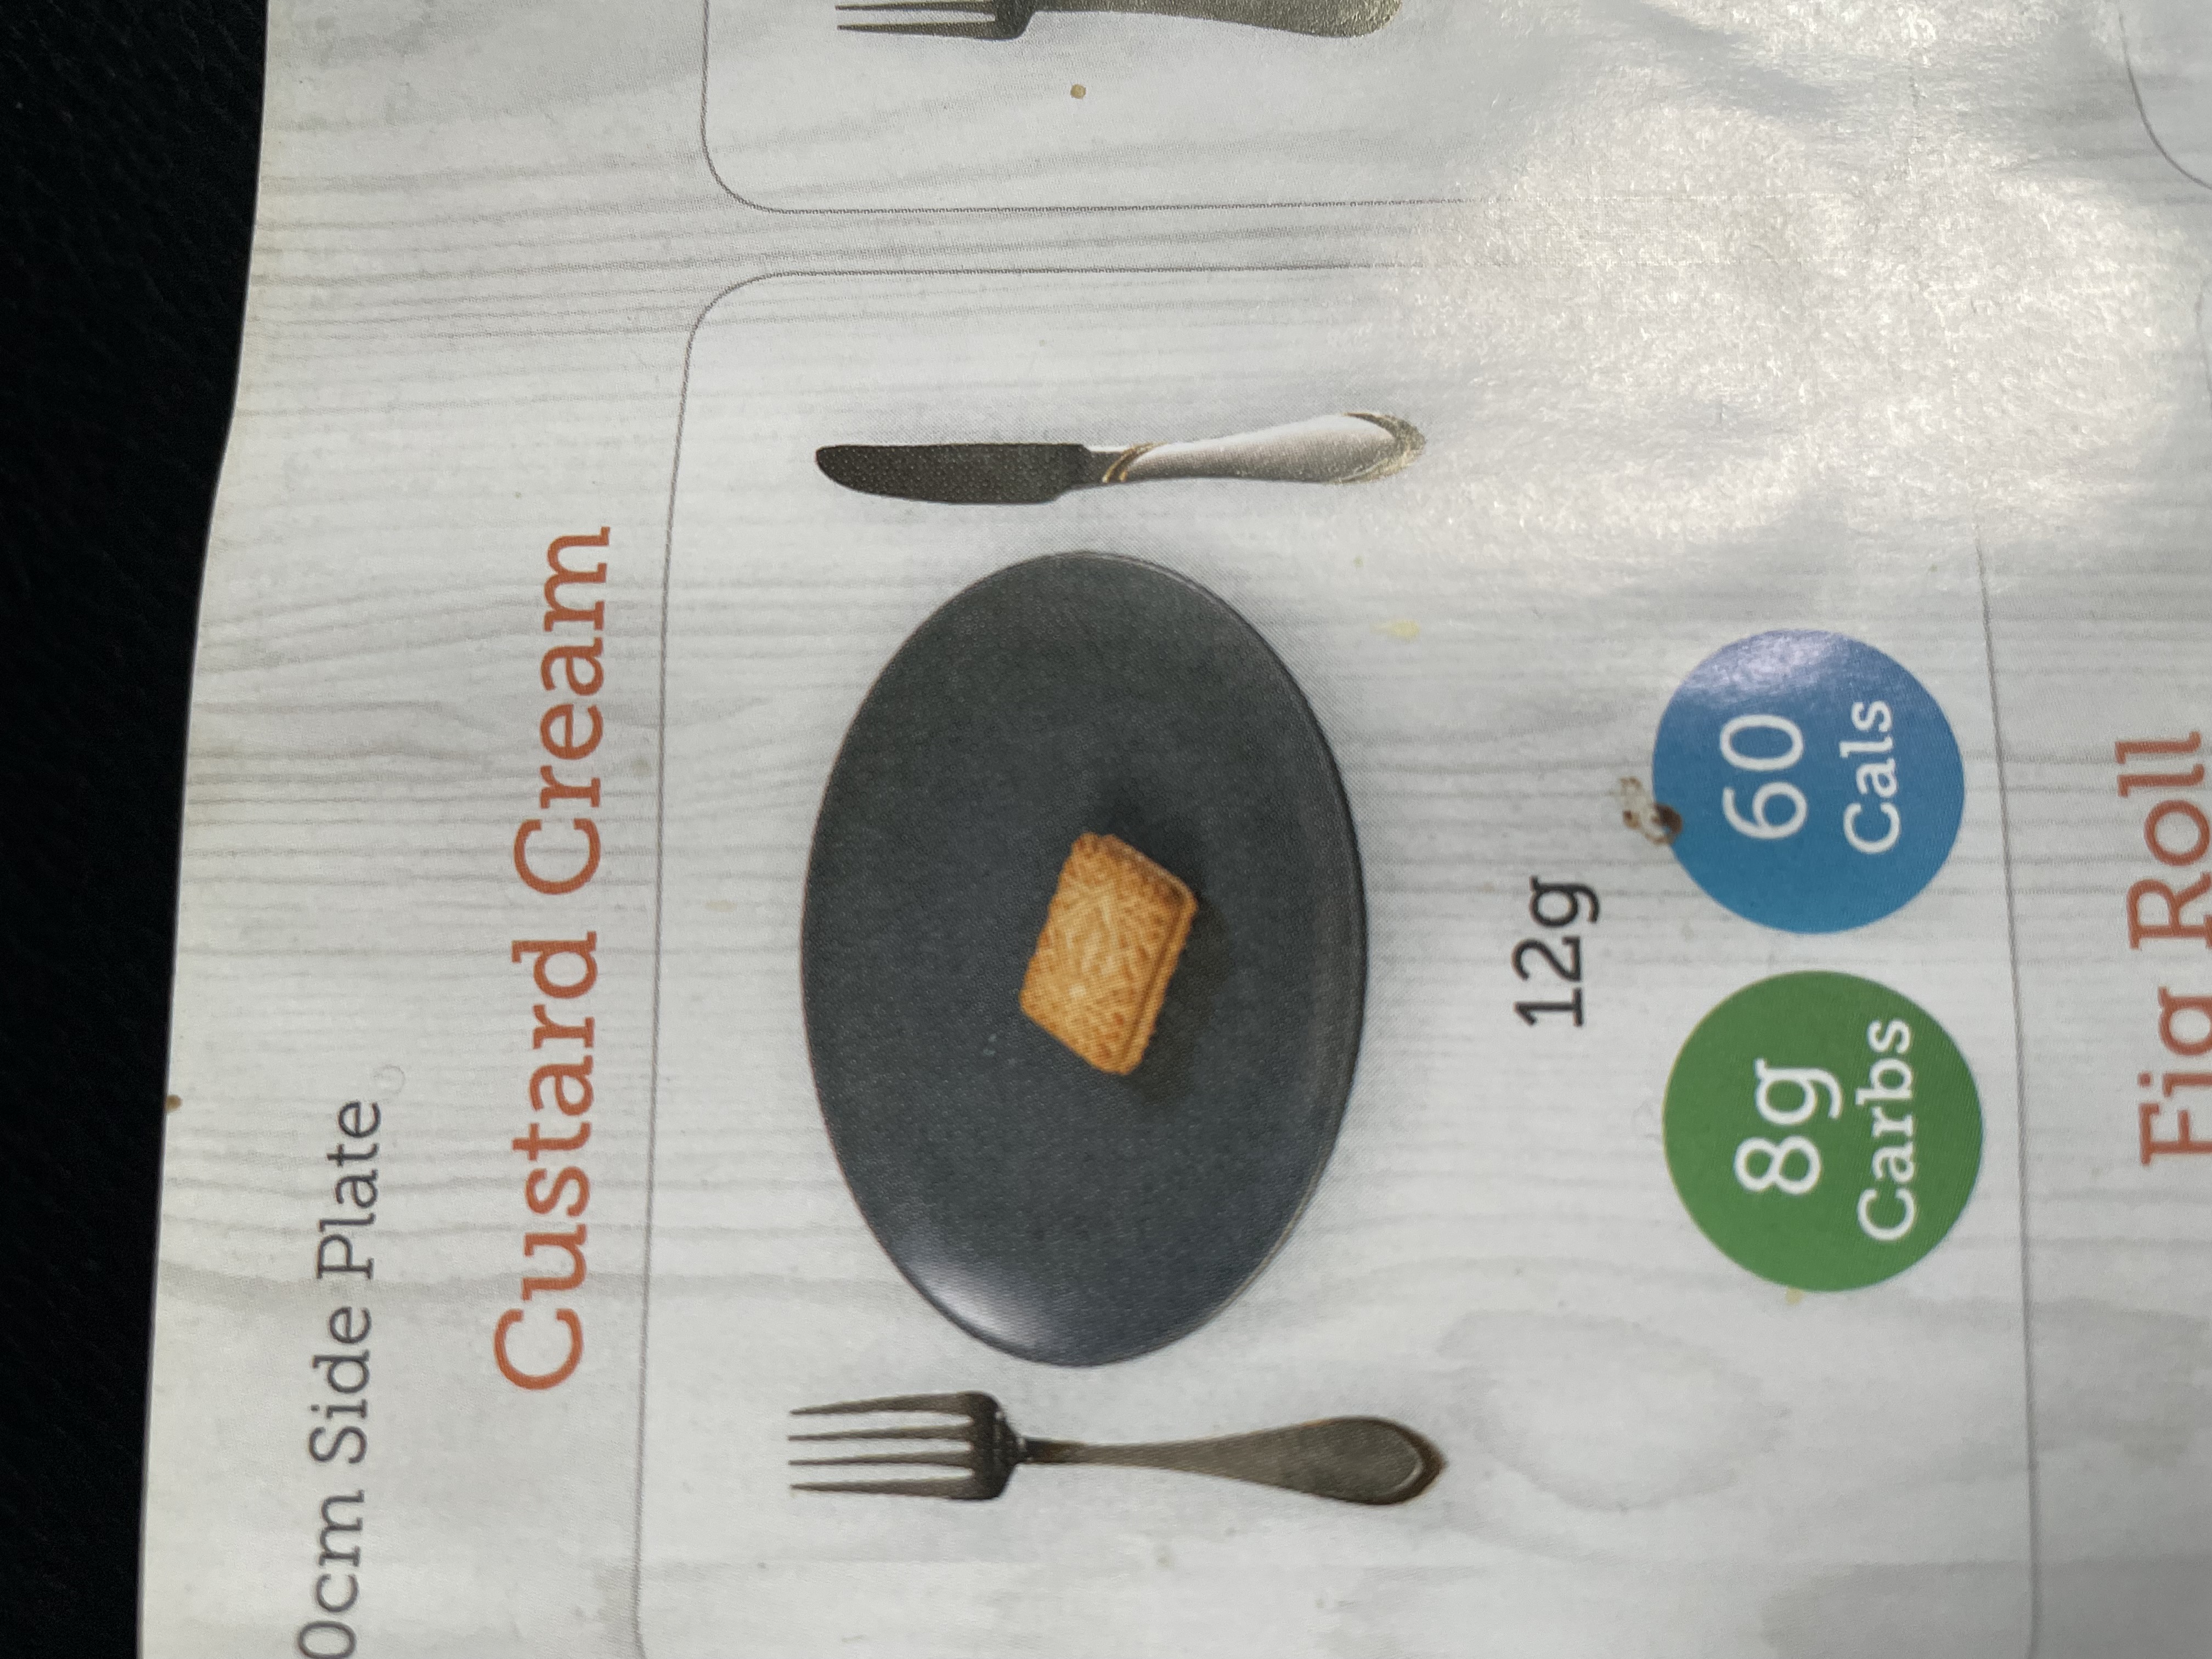 0cm Side Plate
Custard Cream
12g
8g
Carbs
60
Cals
Fig Roll